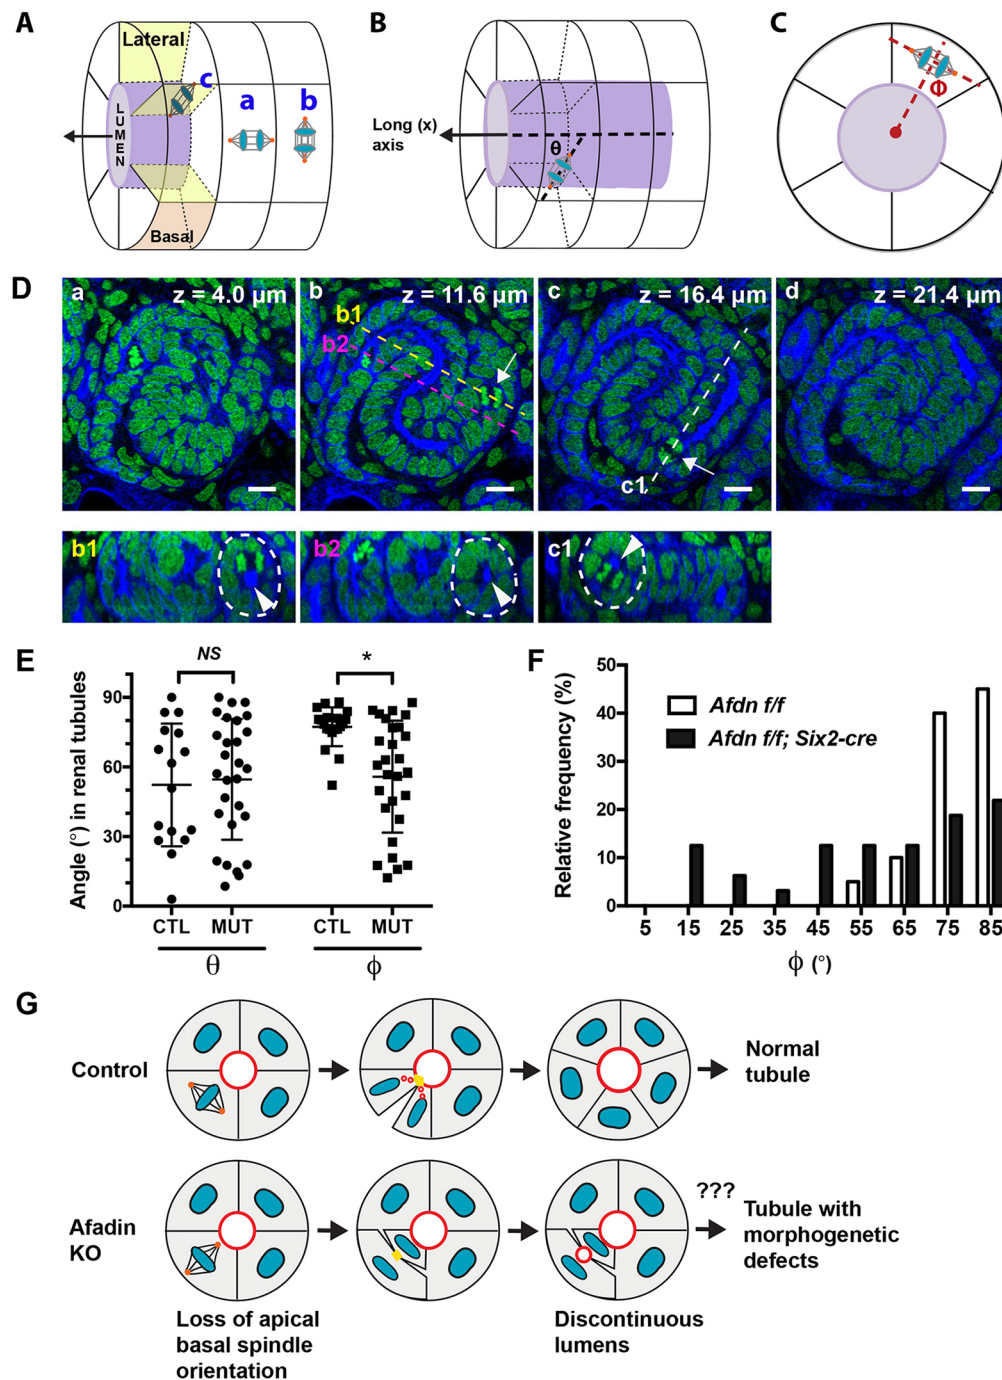 A
Lateral
c
a
b
LUMEN
Basal
B
Long (x)
axis
θ
C
Φ
D
a
z = 4.0 µm
b
z = 11.6 µm
b1
b2
c
z = 16.4 µm
c1
d
z = 21.4 µm
b1
b2
c1
E
NS
*
Angle (°) in renal tubules
90
60
30
0
CTL MUT CTL MUT
θ ϕ
F
Relative frequency (%)
50
40
30
20
10
0
Afdn f/f
Afdn f/f; Six2-cre
5 15 25 35 45 55 65 75 85
ϕ (°)
G
Control
Normal
tubule
Afadin
KO
???
Tubule with
morphogenetic
defects
Loss of apical
basal spindle
orientation
Discontinuous
lumens